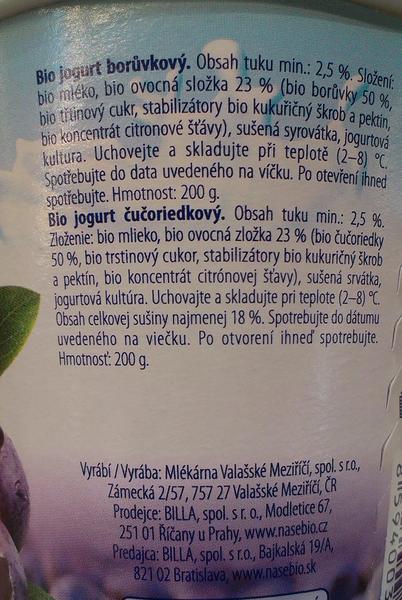 Bio jogurt borůvkový. Obsah tuku min.: 2,5 %. Složení:
bio mléko, bio ovocná složka 23 % (bio borůvky 50 %,
bio třtinový cukr, stabilizátory bio kukuřičný škrob a pektin,
bio koncentrát citronové šťávy), sušená syrovátka, jogurtová
kultura. Uchovejte a skladujte při teplotě (2–8) °C.
Spotřebujte do data uvedeného na víčku. Po otevření ihned
spotřebujte. Hmotnost: 200 g.
Bio jogurt čučoriedkový. Obsah tuku min.: 2,5 %.
Zloženie: bio mlieko, bio ovocná zložka 23 % (bio čučoriedky
50 %, bio trstinový cukor, stabilizátory bio kukuričný škrob
a pektín, bio koncentrát citrónovej šťavy), sušená srvátka,
jogurtová kultúra. Uchovajte a skladujte pri teplote (2–8) °C.
Obsah celkovej sušiny najmenej 18 %. Spotrebujte do dátumu
uvedeného na viečku. Po otvorení ihneď spotrebujte.
Hmotnosť: 200 g.
Vyrábí / Vyrába: Mlékárna Valašské Meziříčí, spol. s r.o.,
Zámecká 2/57, 757 27 Valašské Meziříčí, ČR
Prodejce: BILLA, spol. s r. o., Modletice 67,
251 01 Říčany u Prahy, www.nasebio.cz
Predajca: BILLA, spol. s r.o., Bajkalská 19/A,
821 02 Bratislava, www.nasebio.sk